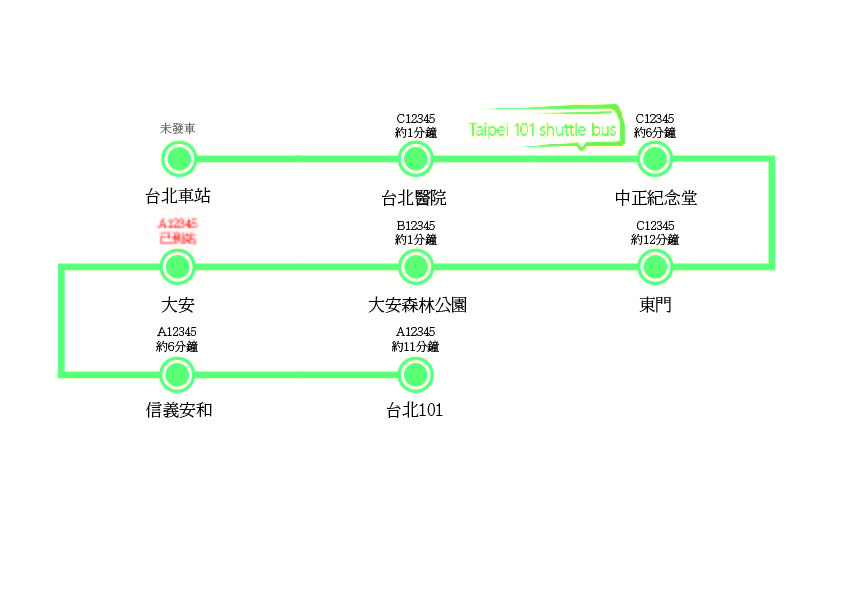 未發車
C12345
約1分鐘
Taipei 101 shuttle bus
C12345
約6分鐘
台北車站
台北醫院
中正紀念堂
A12345
已到站
B12345
約1分鐘
C12345
約12分鐘
大安
大安森林公園
東門
A12345
約6分鐘
A12345
約11分鐘
信義安和
台北101